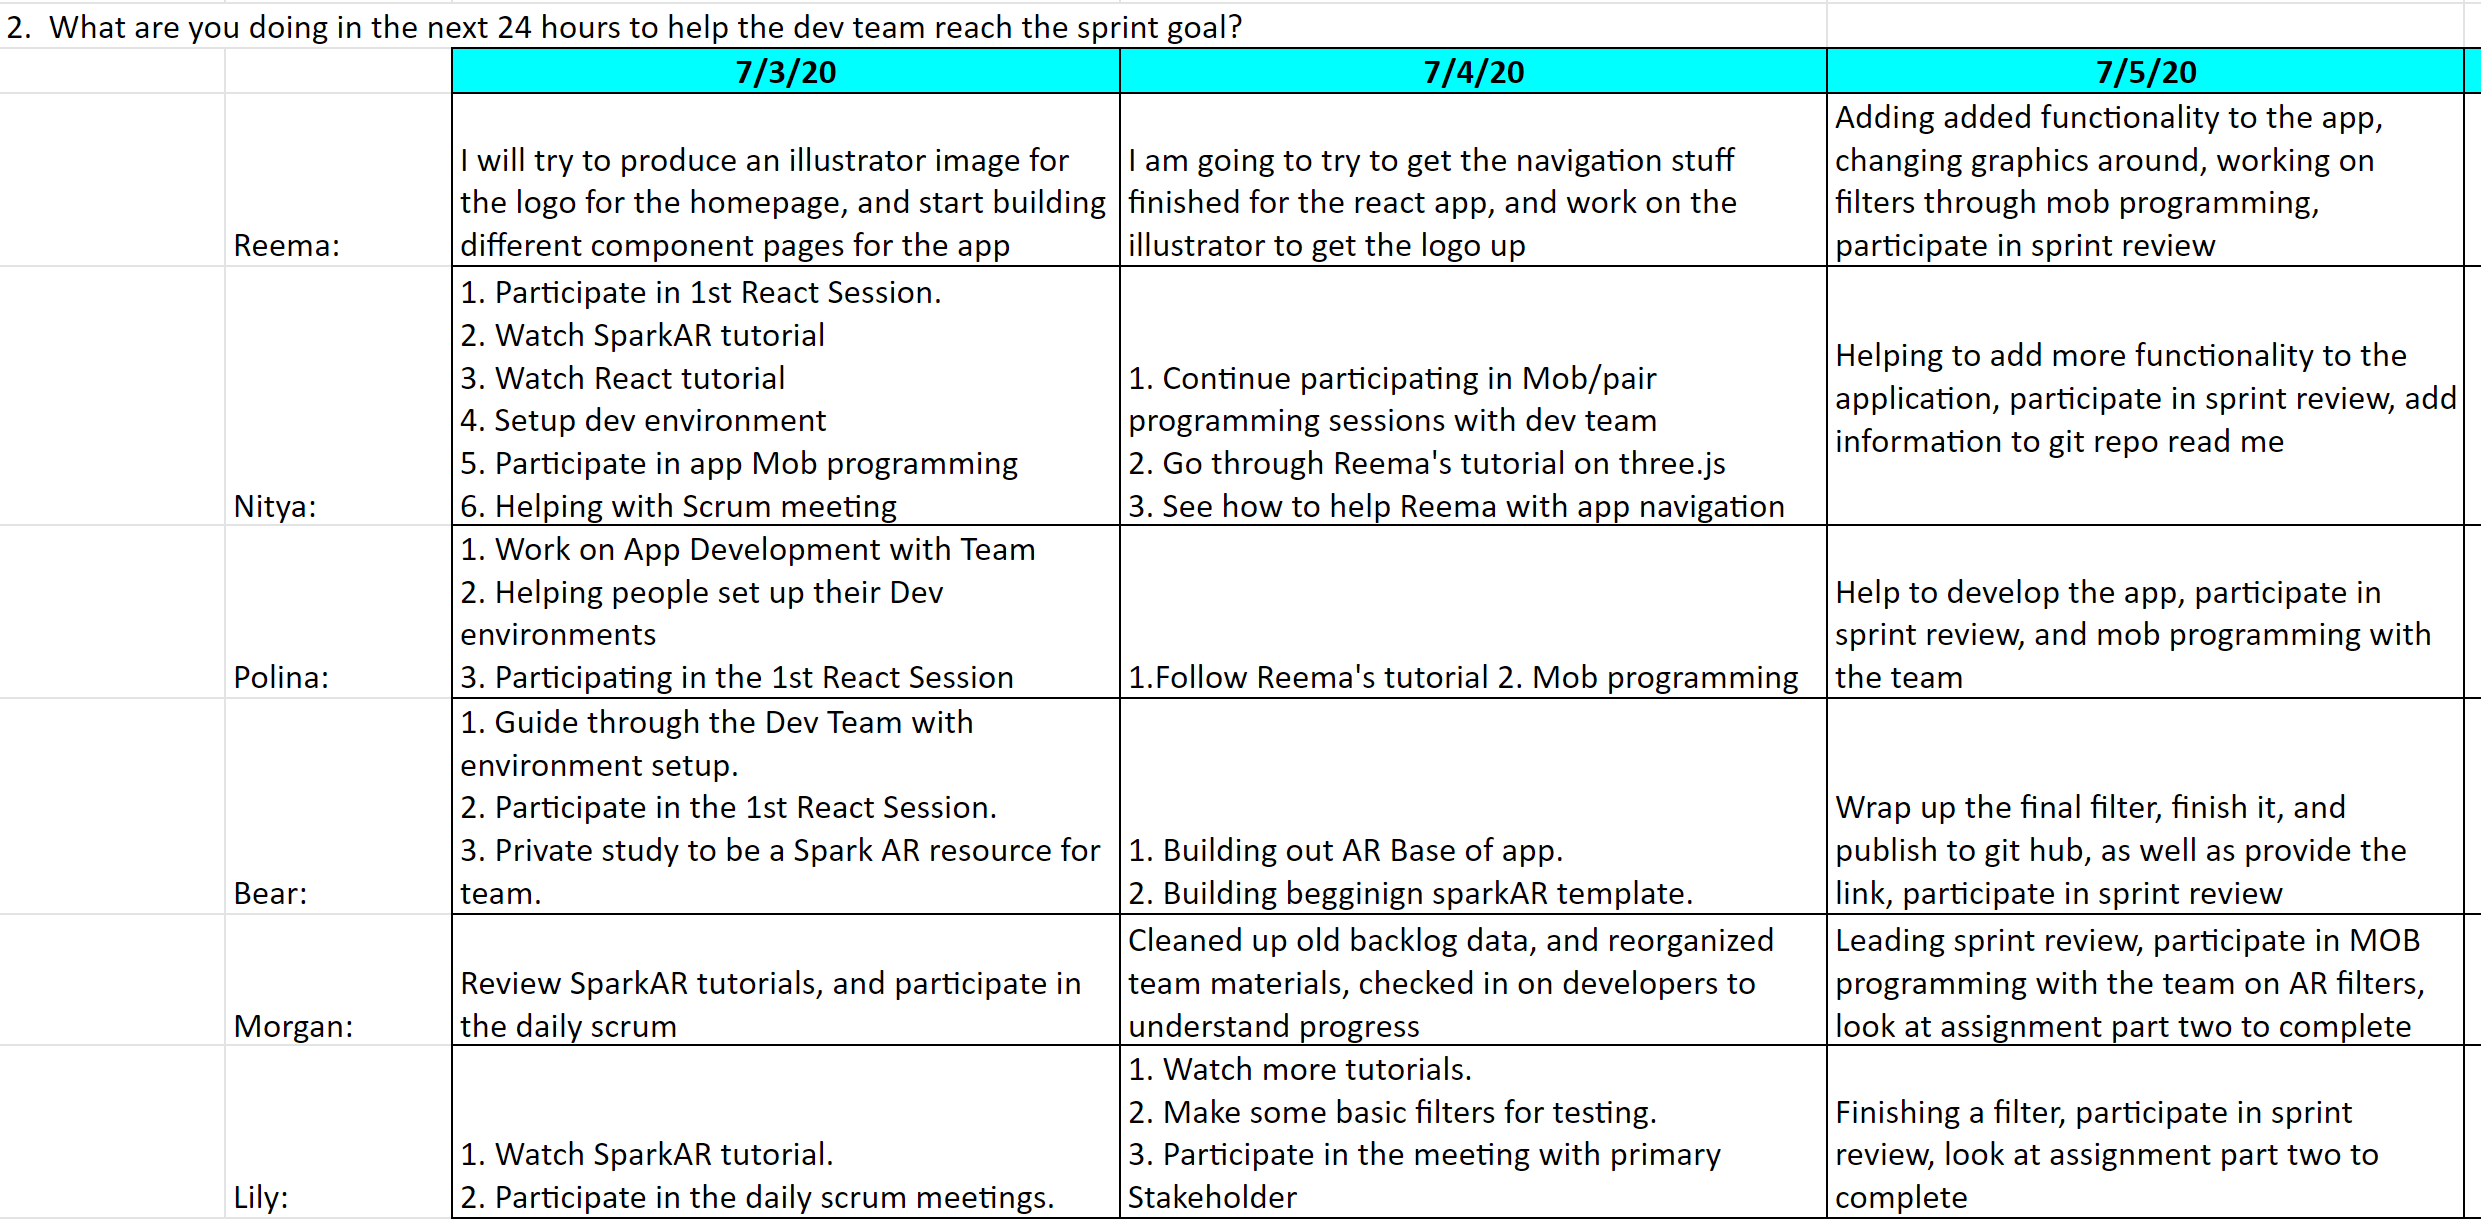 2.  What are you doing in the next 24 hours to help the dev team reach the sprint goal?
7/3/20
7/4/20
7/5/20
Reema:
I will try to produce an illustrator image for
the logo for the homepage, and start building
different component pages for the app
I am going to try to get the navigation stuff
finished for the react app, and work on the
illustrator to get the logo up
Adding added functionality to the app,
changing graphics around, working on
filters through mob programming,
participate in sprint review
Nitya:
1. Participate in 1st React Session.
2. Watch SparkAR tutorial
3. Watch React tutorial
4. Setup dev environment
5. Participate in app Mob programming
6. Helping with Scrum meeting
1. Continue participating in Mob/pair
programming sessions with dev team
2. Go through Reema's tutorial on three.js
3. See how to help Reema with app navigation
Helping to add more functionality to the
application, participate in sprint review, add
information to git repo read me
Polina:
1. Work on App Development with Team
2. Helping people set up their Dev
environments
3. Participating in the 1st React Session
1.Follow Reema's tutorial 2. Mob programming
Help to develop the app, participate in
sprint review, and mob programming with
the team
Bear:
1. Guide through the Dev Team with
environment setup.
2. Participate in the 1st React Session.
3. Private study to be a Spark AR resource for
team.
1. Building out AR Base of app.
2. Building begginign sparkAR template.
Wrap up the final filter, finish it, and
publish to git hub, as well as provide the
link, participate in sprint review
Morgan:
Review SparkAR tutorials, and participate in
the daily scrum
Cleaned up old backlog data, and reorganized
team materials, checked in on developers to
understand progress
Leading sprint review, participate in MOB
programming with the team on AR filters,
look at assignment part two to complete
Lily:
1. Watch SparkAR tutorial.
2. Participate in the daily scrum meetings.
1. Watch more tutorials.
2. Make some basic filters for testing.
3. Participate in the meeting with primary
Stakeholder
Finishing a filter, participate in sprint
review, look at assignment part two to
complete